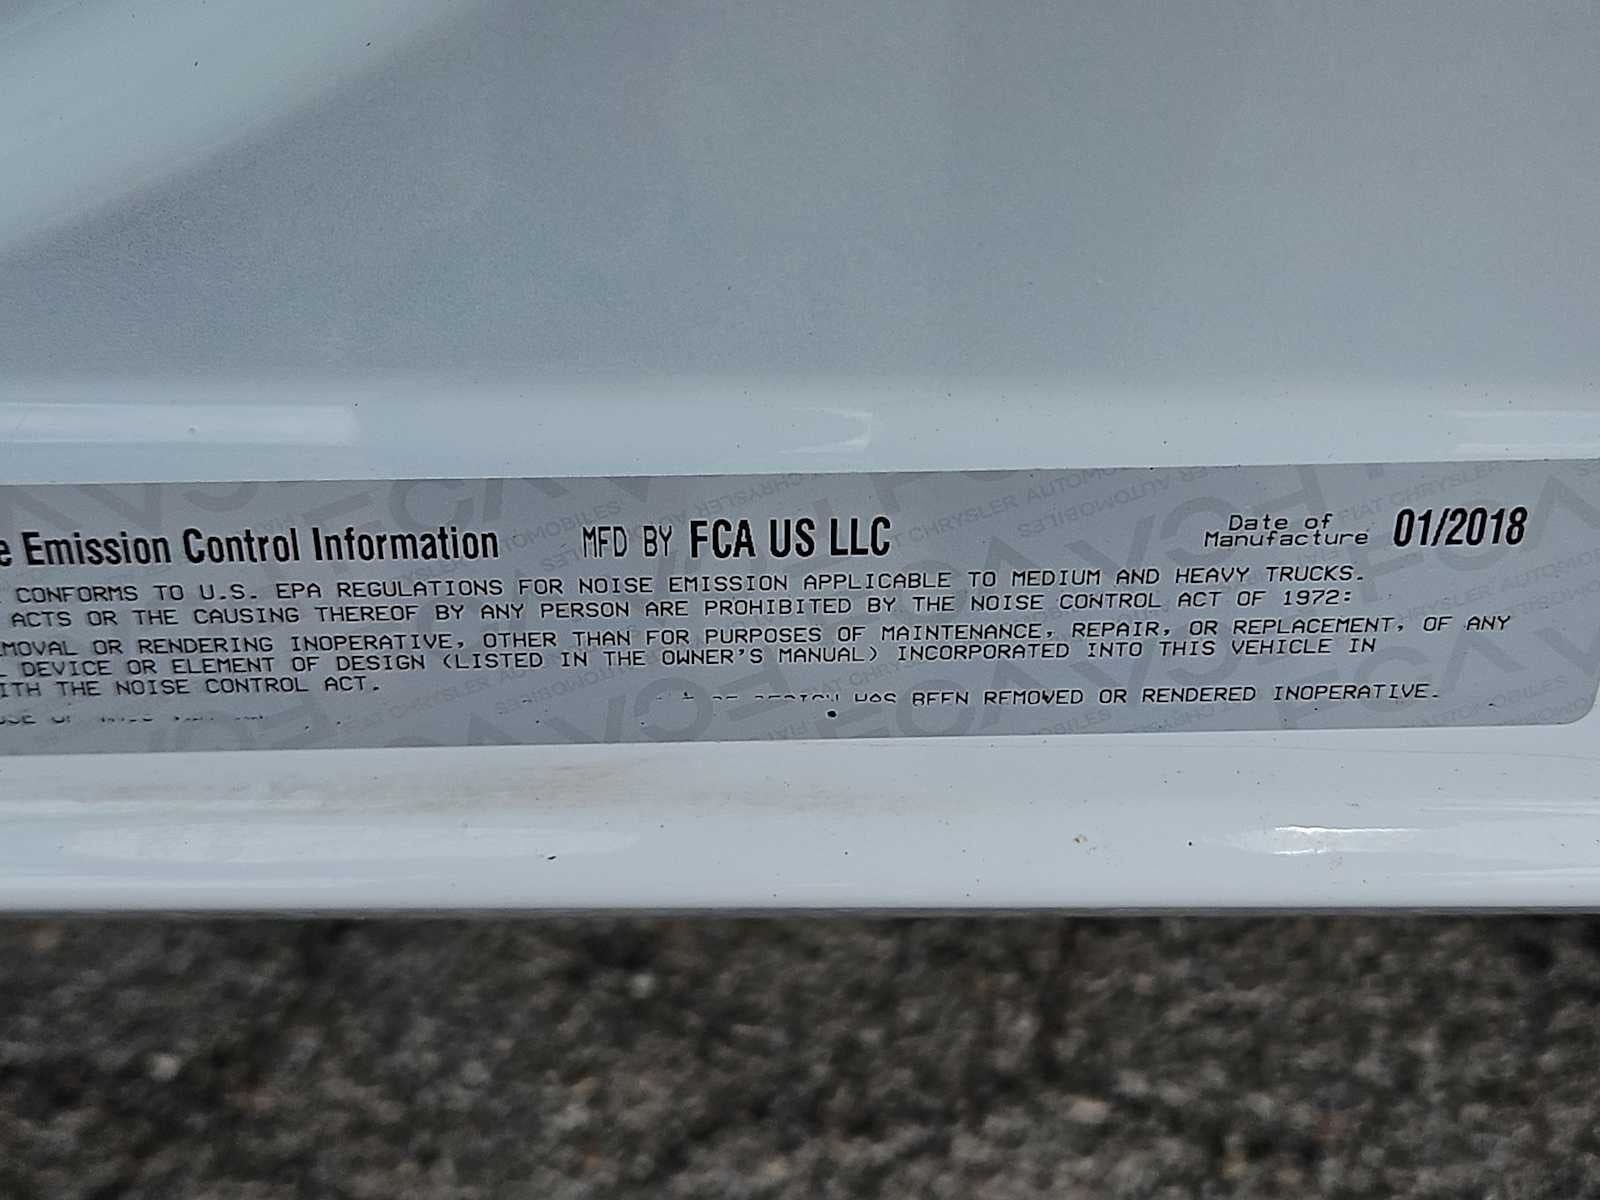 Emission Control Information MFD BY FCA US LLC Date of Manufacture 01/2018
CONFORMS TO U.S. EPA REGULATIONS FOR NOISE EMISSION APPLICABLE TO MEDIUM AND HEAVY TRUCKS.
ACTS OR THE CAUSING THEREOF BY ANY PERSON ARE PROHIBITED BY THE NOISE CONTROL ACT OF 1972:
OR RENDERING INOPERATIVE, OTHER THAN FOR PURPOSES OF MAINTENANCE, REPAIR, OR REPLACEMENT, OF ANY
DEVICE OR ELEMENT OF DESIGN (LISTED IN THE OWNER'S MANUAL) INCORPORATED INTO THIS VEHICLE IN
THE NOISE CONTROL ACT.
HAS BEEN REMOVED OR RENDERED INOPERATIVE.